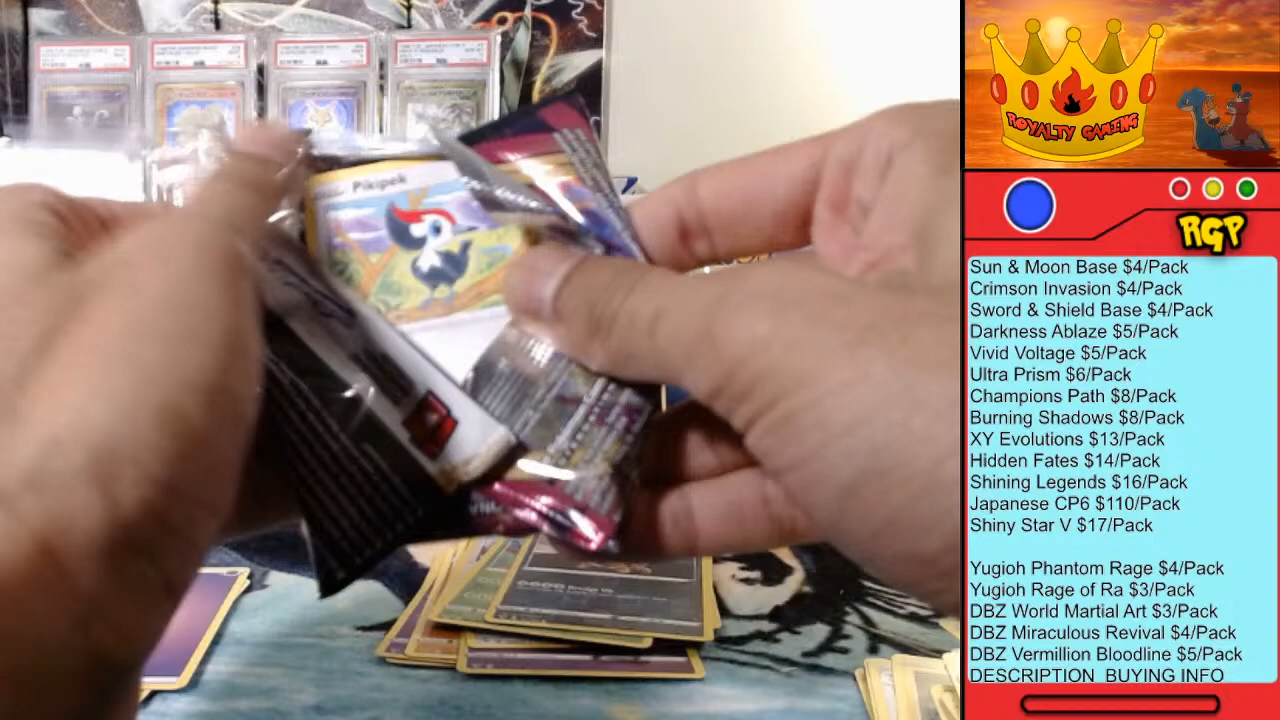 Pikipek
ROYALTY GAMING
RGP
Sun & Moon Base $4/Pack
Crimson Invasion $4/Pack
Sword & Shield Base $4/Pack
Darkness Ablaze $5/Pack
Vivid Voltage $5/Pack
Ultra Prism $6/Pack
Champions Path $8/Pack
Burning Shadows $8/Pack
XY Evolutions $13/Pack
Hidden Fates $14/Pack
Shining Legends $16/Pack
Japanese CP6 $110/Pack
Shiny Star V $17/Pack
Yugioh Phantom Rage $4/Pack
Yugioh Rage of Ra $3/Pack
DBZ World Martial Art $3/Pack
DBZ Miraculous Revival $4/Pack
DBZ Vermillion Bloodline $5/Pack
DESCRIPTION BUYING INFO